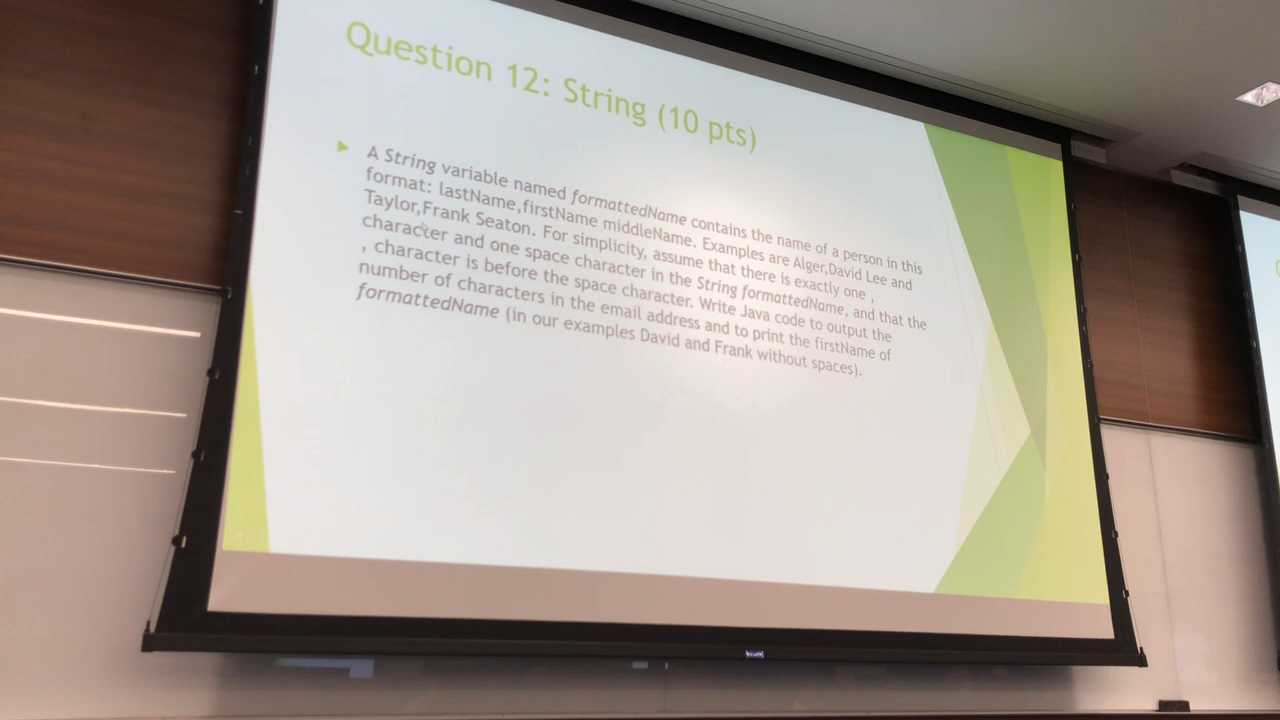 Question 12: String (10 pts)
A String variable named formattedName contains the name of a person in this
format: lastName,firstName middleName. Examples are Alger,David Lee and
Taylor,Frank Seaton. For simplicity, assume that there is exactly one ,
character and one space character in the String formattedName, and that the
, character is before the space character. Write Java code to output the
number of characters in the email address and to print the firstName of
formattedName (in our examples David and Frank without spaces).